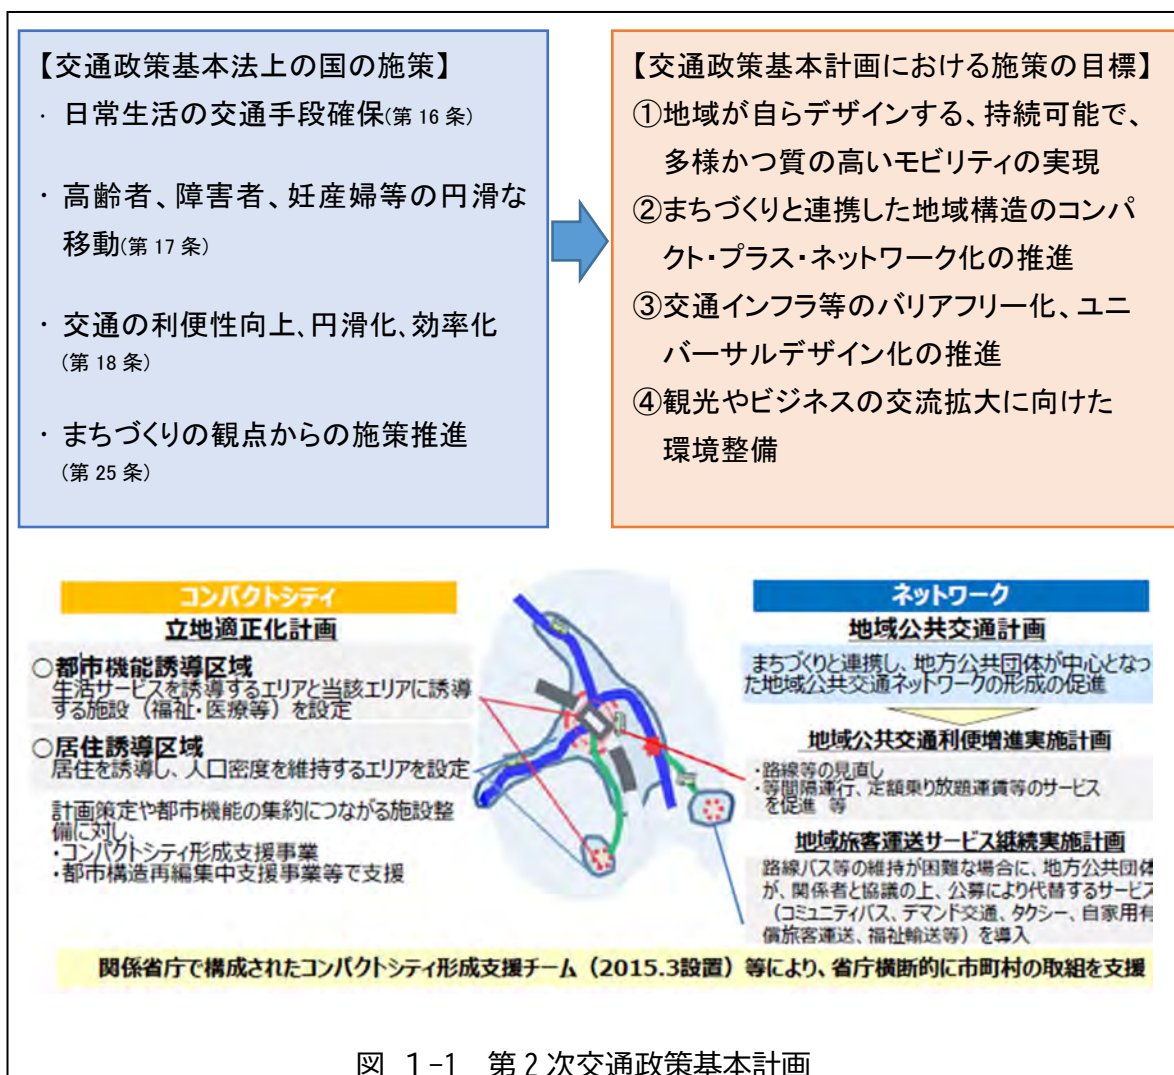 【交通政策基本法上の国の施策】
· 日常生活の交通手段確保(第 16 条)
· 高齢者、障害者、妊産婦等の円滑な
移動(第 17 条)
· 交通の利便性向上、円滑化、効率化
(第 18 条)
· まちづくりの観点からの施策推進
(第 25 条)
【交通政策基本計画における施策の目標】
①地域が自らデザインする、持続可能で、
多様かつ質の高いモビリティの実現
②まちづくりと連携した地域構造のコンパ
クト・プラス・ネットワーク化の推進
③交通インフラ等のバリアフリー化、ユニ
バーサルデザイン化の推進
④観光やビジネスの交流拡大に向けた
環境整備
コンパクトシティ
立地適正化計画
○都市機能誘導区域
生活サービスを誘導するエリアと当該エリアに誘導
する施設（福祉・医療等）を設定
○居住誘導区域
居住を誘導し、人口密度を維持するエリアを設定
計画策定や都市機能の集約につながる施設整
備に対し、
・コンパクトシティ形成支援事業
・都市構造再編集中支援事業等で支援
ネットワーク
地域公共交通計画
まちづくりと連携し、地方公共団体が中心となっ
た地域公共交通ネットワークの形成の促進
地域公共交通利便増進実施計画
・路線等の見直し
・等間隔運行、定額乗り放題運賃等のサービス
を促進 等
地域旅客運送サービス継続実施計画
路線バス等の維持が困難な場合に、地方公共団体
が、関係者と協議の上、公募により代替するサービス
（コミュニティバス、デマンド交通、タクシー、自家用有
償旅客運送、福祉輸送等）を導入
関係省庁で構成されたコンパクトシティ形成支援チーム（2015.3設置）等により、省庁横断的に市町村の取組を支援
図 1-1 第2次交通政策基本計画